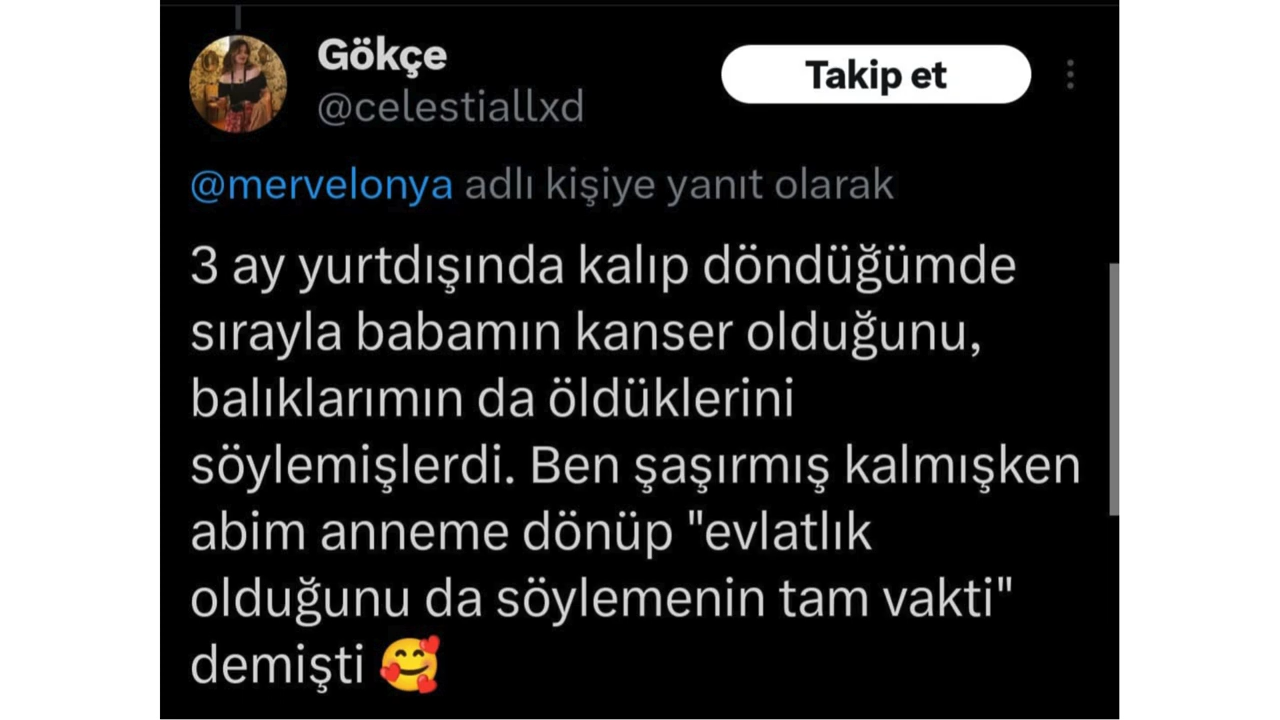 Gökçe
Takip et
@celestiallxd
@mervelonya adlı kişiye yanıt olarak
3 ay yurtdışında kalıp döndüğümde
sırayla babamın kanser olduğunu,
balıklarımın da öldüklerini
söylemişlerdi. Ben şaşırmış kalmışken
abim anneme dönüp "evlatlık
olduğunu da söylemenin tam vakti"
demişti 🥰